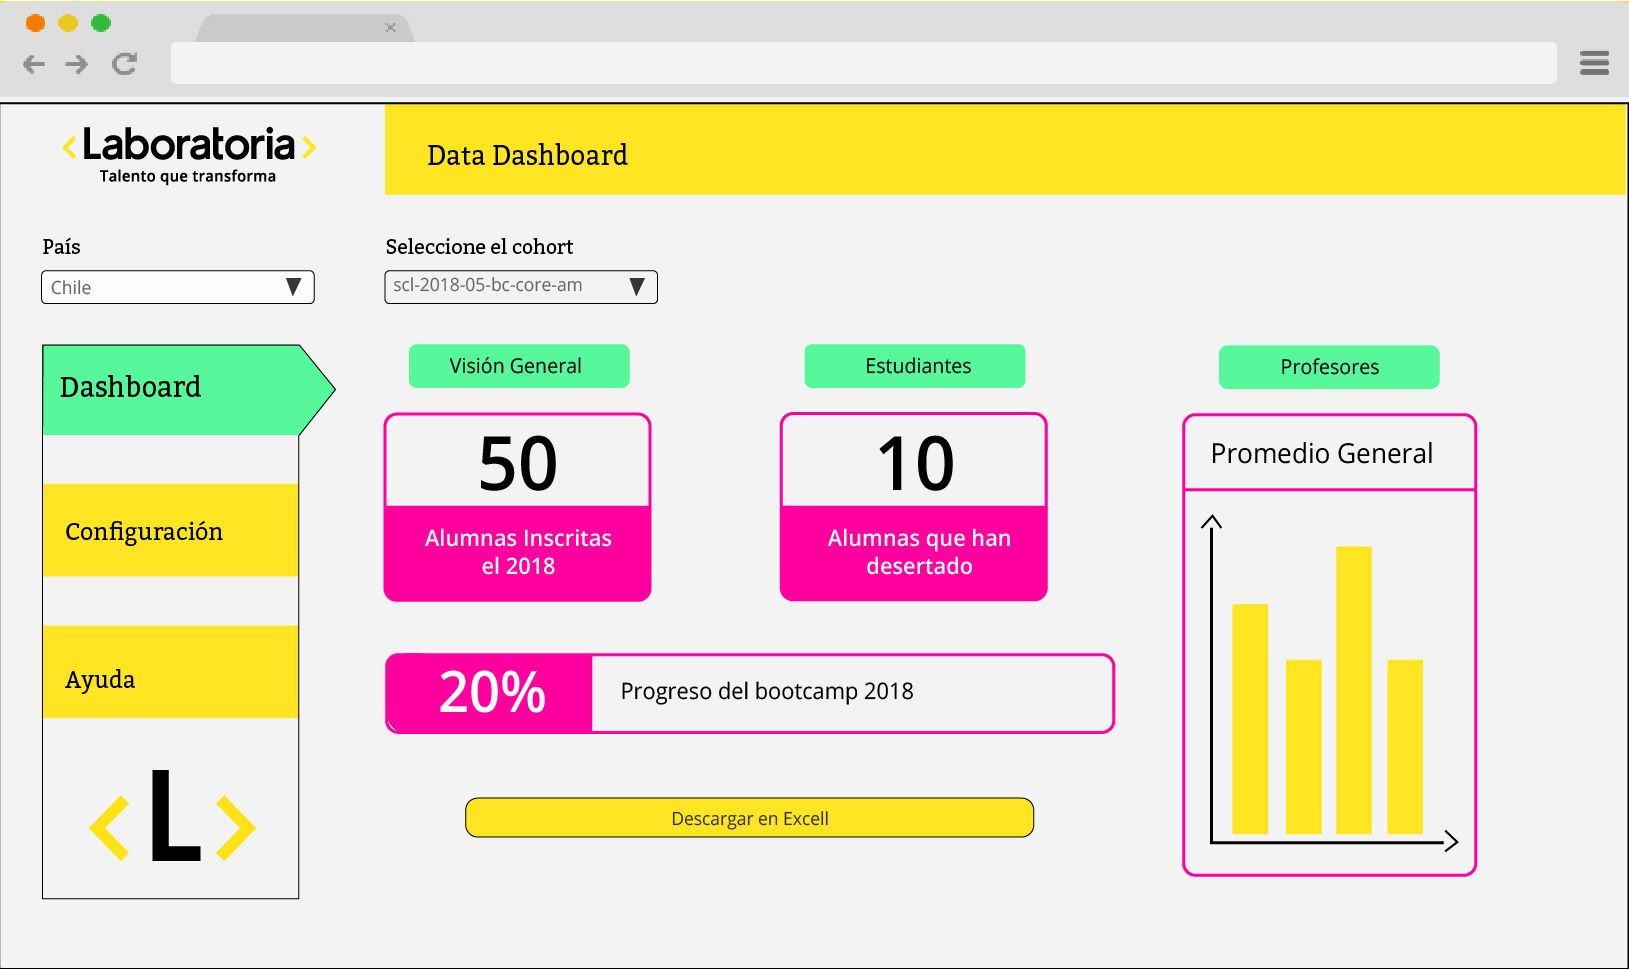 <Laboratoria>
Talento que transforma
Data Dashboard
País
Seleccione el cohort
Chile
scl-2018-05-bc-core-am
Dashboard
Configuración
Ayuda
<L>
Visión General
Estudiantes
Profesores
50
Alumnas Inscritas
el 2018
10
Alumnas que han
desertado
Promedio General
20%
Progreso del bootcamp 2018
Descargar en Excell